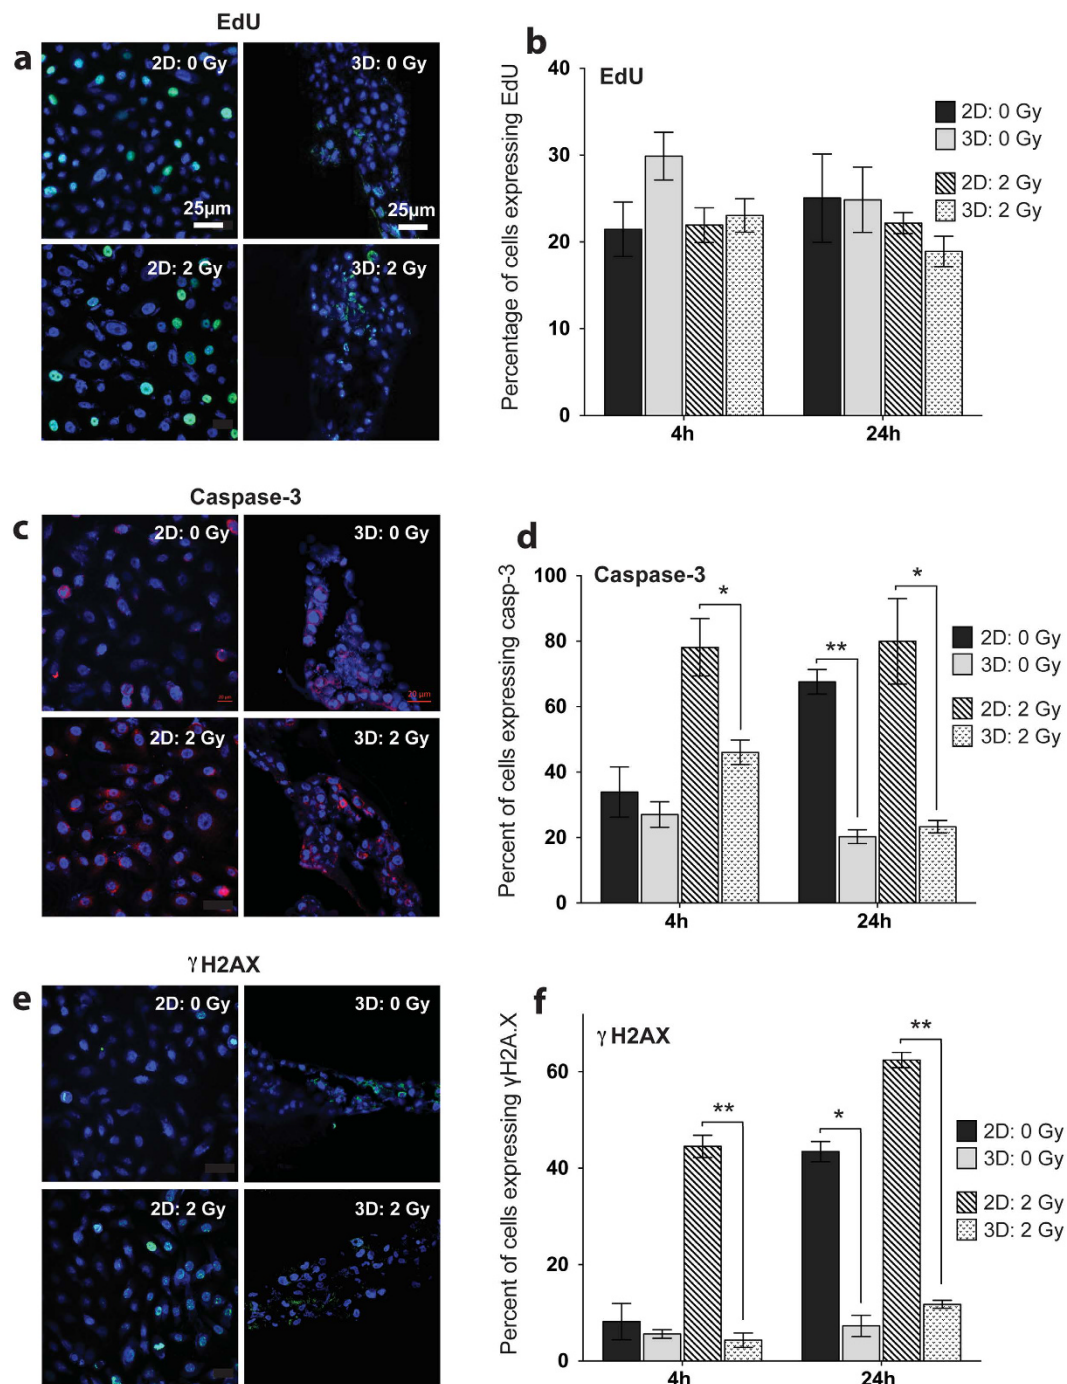 EdU
a
2D: 0 Gy
3D: 0 Gy
25µm
25µm
2D: 2 Gy
3D: 2 Gy
b
EdU
Percentage of cells expressing EdU
40
30
20
10
0
4h
24h
2D: 0 Gy
3D: 0 Gy
2D: 2 Gy
3D: 2 Gy
Caspase-3
c
2D: 0 Gy
3D: 0 Gy
20 µm
2D: 2 Gy
3D: 2 Gy
d
Caspase-3
Percent of cells expressing casp-3
100
80
60
40
20
0
*
**
*
4h
24h
2D: 0 Gy
3D: 0 Gy
2D: 2 Gy
3D: 2 Gy
γ H2AX
e
2D: 0 Gy
3D: 0 Gy
2D: 2 Gy
3D: 2 Gy
f
γ H2AX
Percent of cells expressing γH2A.X
60
40
20
0
**
*
**
4h
24h
2D: 0 Gy
3D: 0 Gy
2D: 2 Gy
3D: 2 Gy